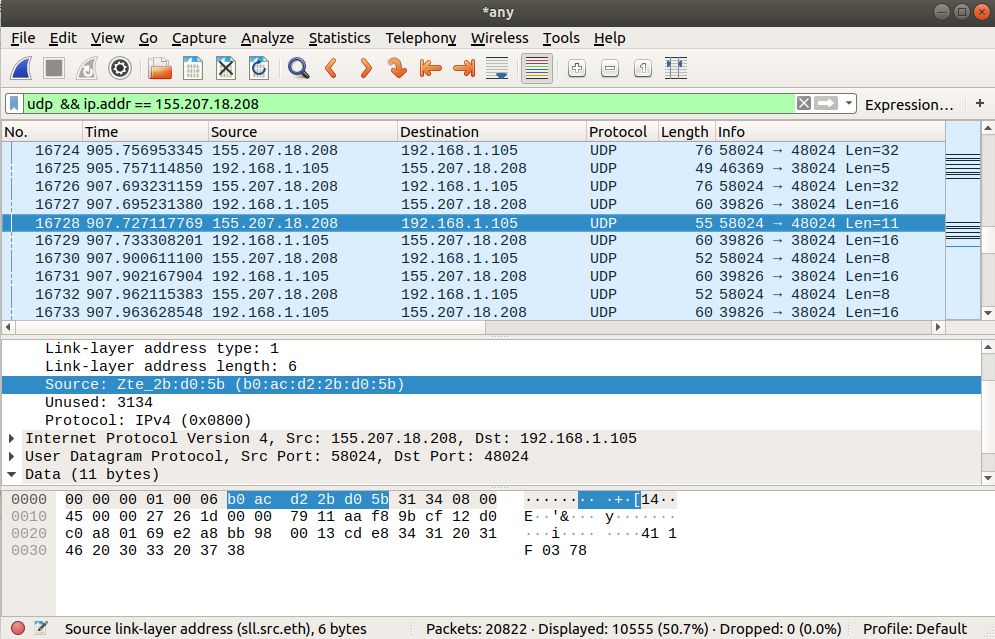 *any
File Edit View Go Capture Analyze Statistics Telephony Wireless Tools Help
udp  && ip.addr == 155.207.18.208 Expression… +
No. Time Source Destination Protocol Length Info
16724 905.756953345 155.207.18.208 192.168.1.105 UDP 76 58024 → 48024 Len=32
16725 905.757114850 192.168.1.105 155.207.18.208 UDP 49 46369 → 38024 Len=5
16726 907.693231159 155.207.18.208 192.168.1.105 UDP 76 58024 → 48024 Len=32
16727 907.695231380 192.168.1.105 155.207.18.208 UDP 60 39826 → 38024 Len=16
16728 907.727117769 155.207.18.208 192.168.1.105 UDP 55 58024 → 48024 Len=11
16729 907.733308201 192.168.1.105 155.207.18.208 UDP 60 39826 → 38024 Len=16
16730 907.900611100 155.207.18.208 192.168.1.105 UDP 52 58024 → 48024 Len=8
16731 907.902167904 192.168.1.105 155.207.18.208 UDP 60 39826 → 38024 Len=16
16732 907.962115383 155.207.18.208 192.168.1.105 UDP 52 58024 → 48024 Len=8
16733 907.963628548 192.168.1.105 155.207.18.208 UDP 60 39826 → 38024 Len=16
Link-layer address type: 1
Link-layer address length: 6
Source: Zte_2b:d0:5b (b0:ac:d2:2b:d0:5b)
Unused: 3134
Protocol: IPv4 (0x0800)
Internet Protocol Version 4, Src: 155.207.18.208, Dst: 192.168.1.105
User Datagram Protocol, Src Port: 58024, Dst Port: 48024
Data (11 bytes)
0000 00 00 00 01 00 06 b0 ac d2 2b d0 5b 31 34 08 00 ········ ·+·[14··
0010 45 00 00 27 26 1d 00 00 79 11 aa f8 9b cf 12 d0 E··'&··· y·······
0020 c0 a8 01 69 e2 a8 bb 98 00 13 cd e8 34 31 20 31 ···i···· ····41 1
0030 46 20 30 33 20 37 38 F 03 78
Source link-layer address (sll.src.eth), 6 bytes Packets: 20822 · Displayed: 10555 (50.7%) · Dropped: 0 (0.0%) Profile: Default